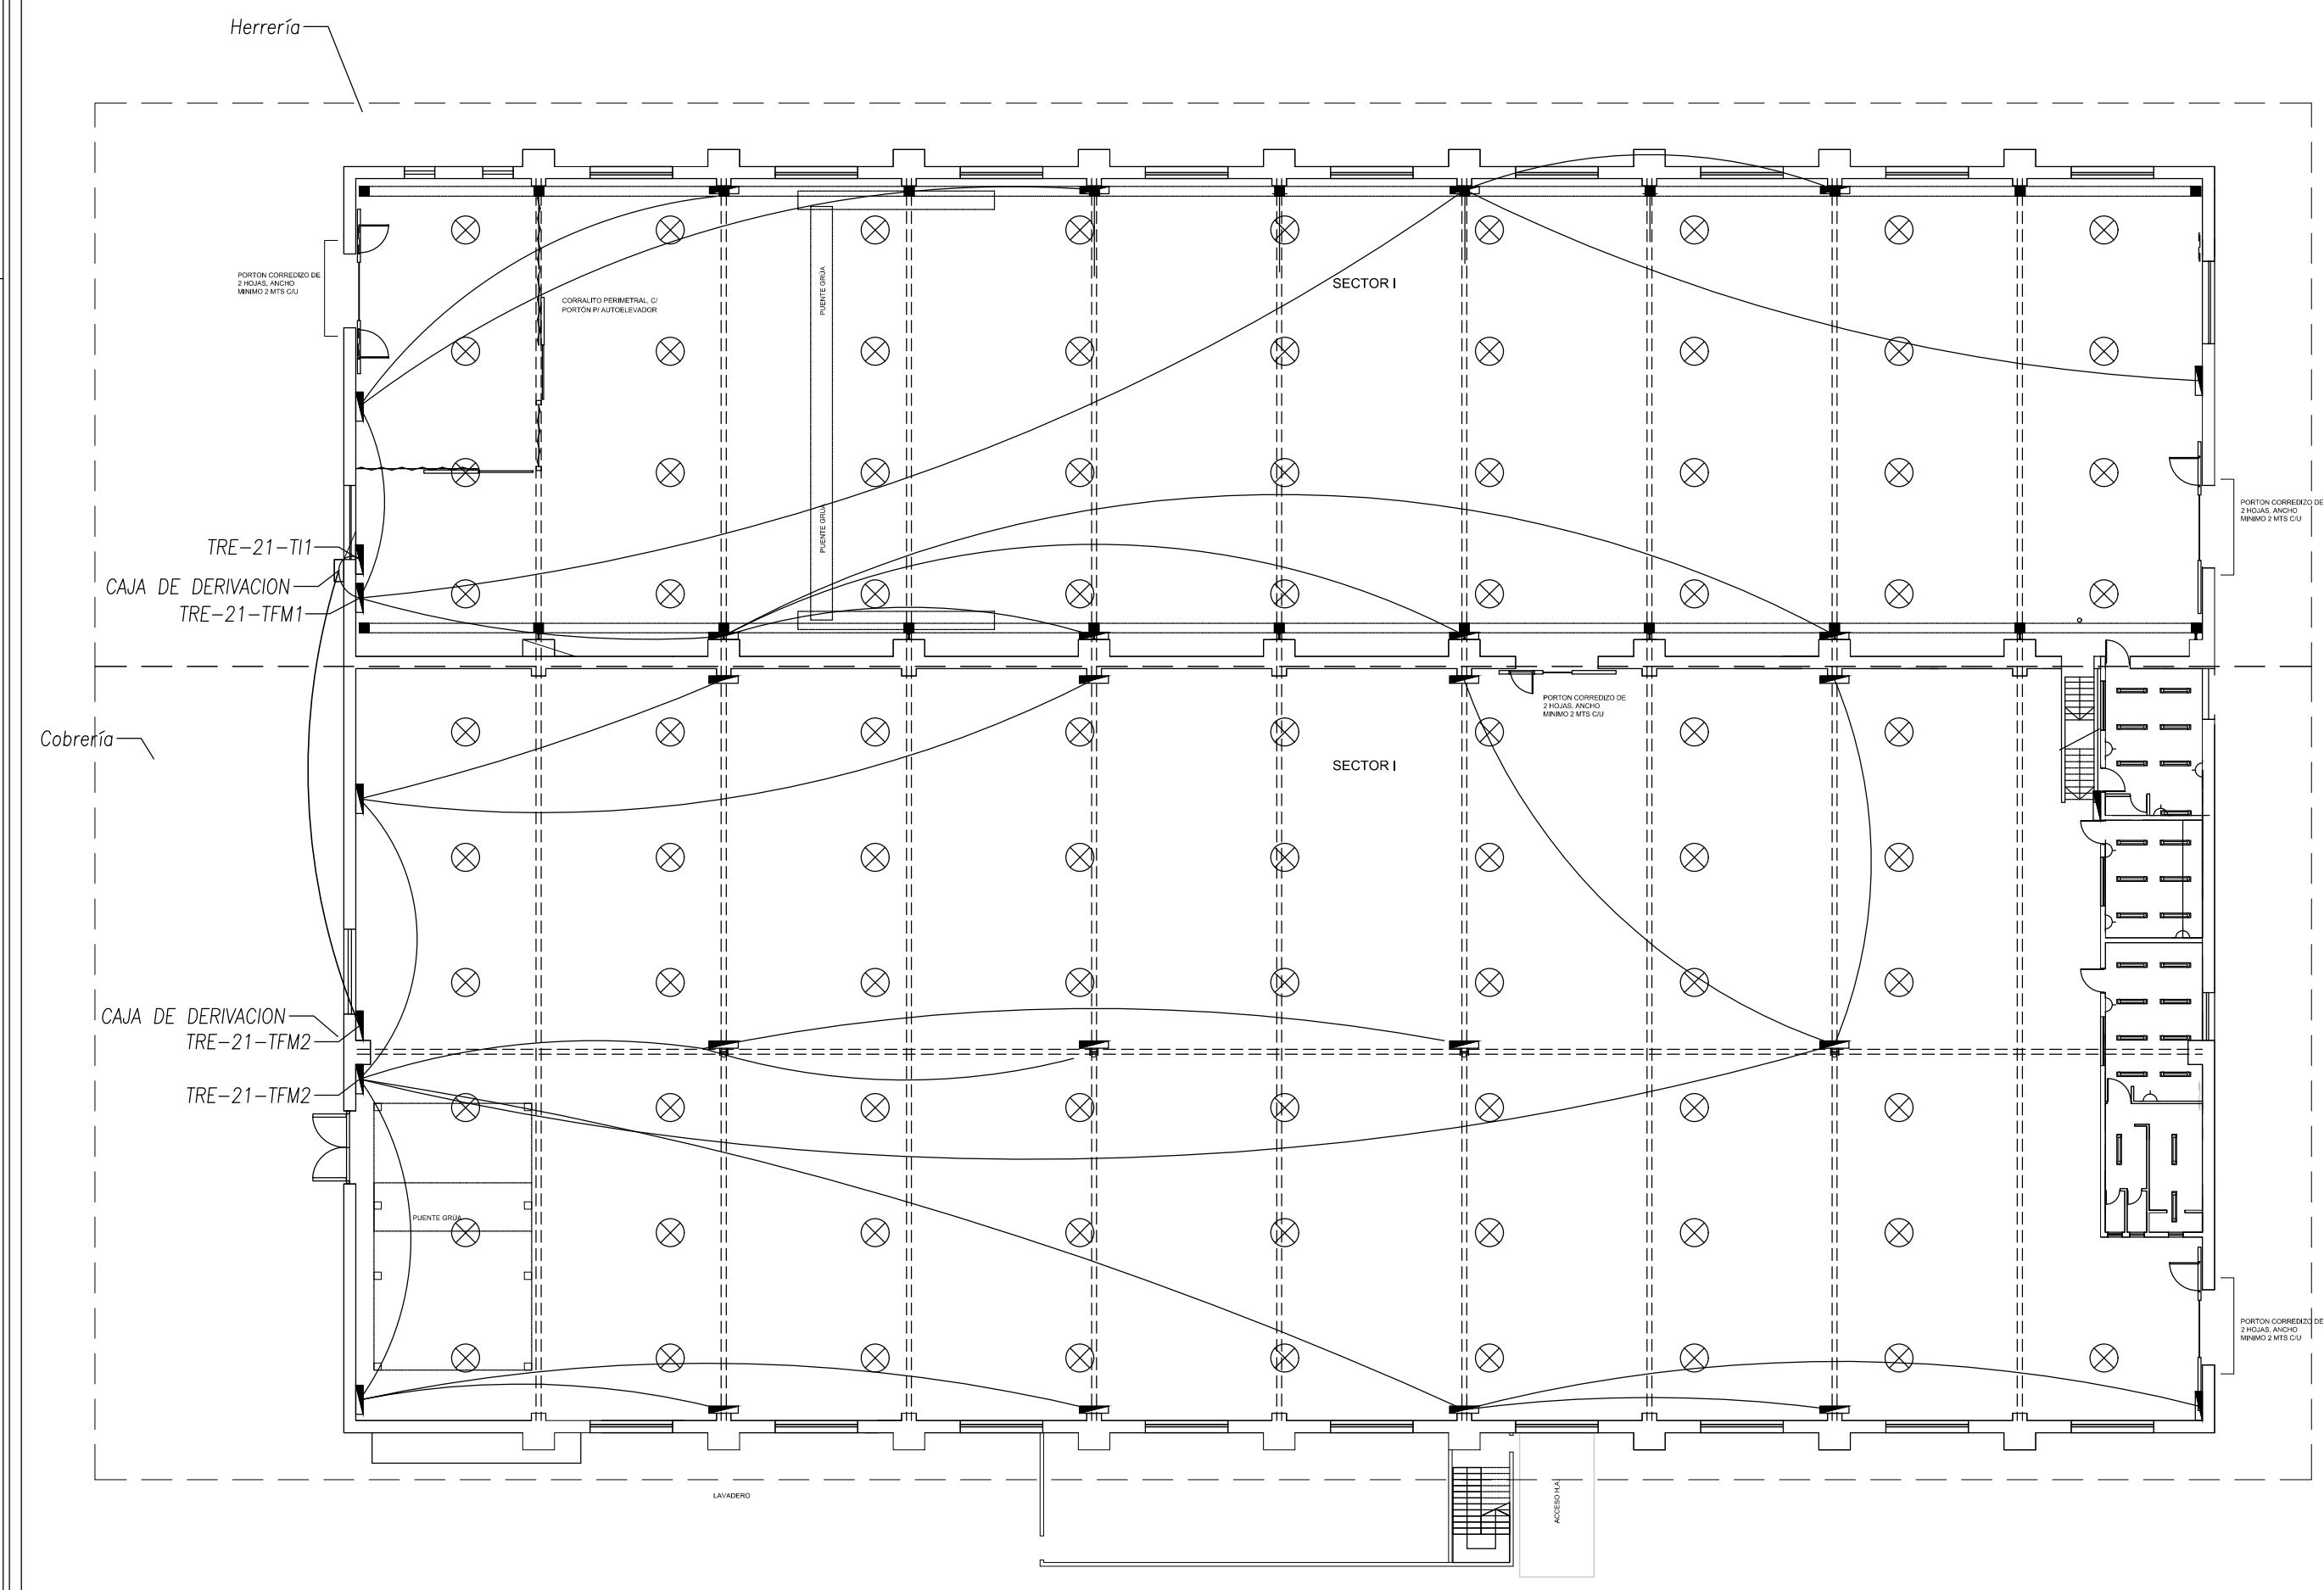 Herrería
PORTON CORREDIZO DE
2 HOJAS, ANCHO
MINIMO 2 MTS C/U
CORRALITO PERIMETRAL, C/
PORTÓN P/ AUTOELEVADOR
PUENTE GRÚA
SECTOR I
PUENTE GRÚA
PORTON CORREDIZO DE
2 HOJAS, ANCHO
MINIMO 2 MTS C/U
TRE-21-TI1
CAJA DE DERIVACION
TRE-21-TFM1
PORTON CORREDIZO DE
2 HOJAS, ANCHO
MINIMO 2 MTS C/U
Cobrería
SECTOR I
CAJA DE DERIVACION
TRE-21-TFM2
TRE-21-TFM2
PUENTE GRÚA
PORTON CORREDIZO DE
2 HOJAS, ANCHO
MINIMO 2 MTS C/U
LAVADERO
ACCESO H.A.